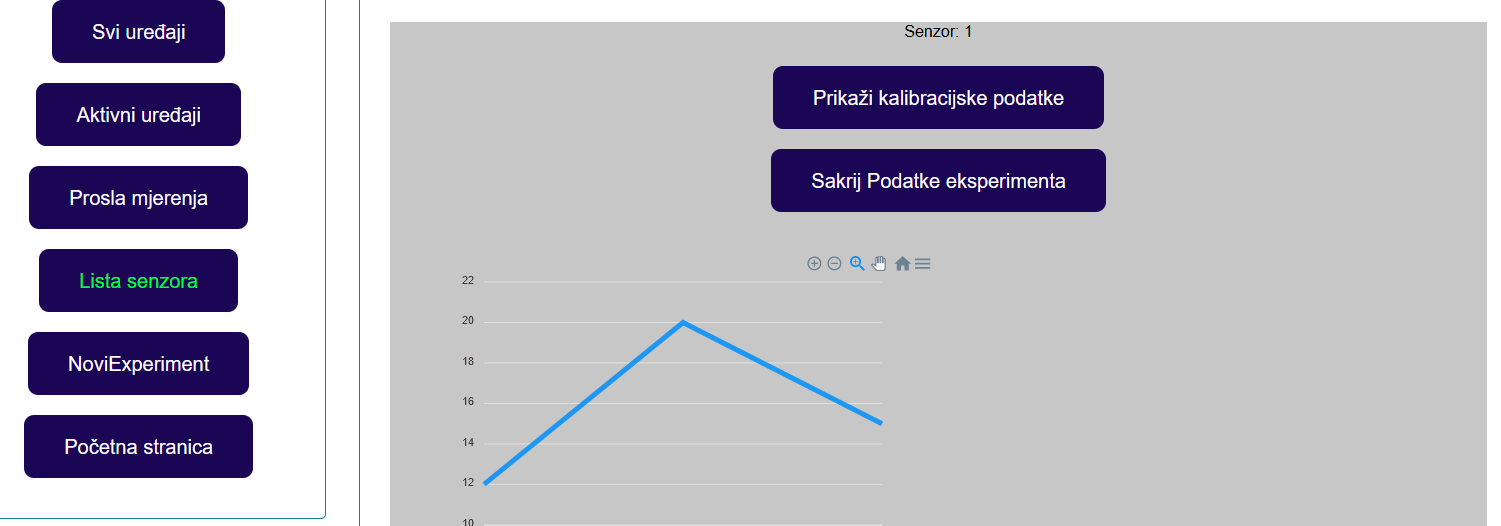 Svi uređaji
Aktivni uređaji
Prosla mjerenja
Lista senzora
NoviExperiment
Početna stranica
Senzor: 1
Prikaži kalibracijske podatke
Sakrij Podatke eksperimenta
22
20
18
16
14
12
10